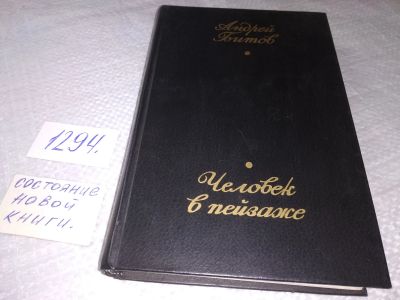 Андрей
Битов
Человек
в пейзаже
1294.
СОСТОЯНИЕ
НОВОЙ
КНИГИ.